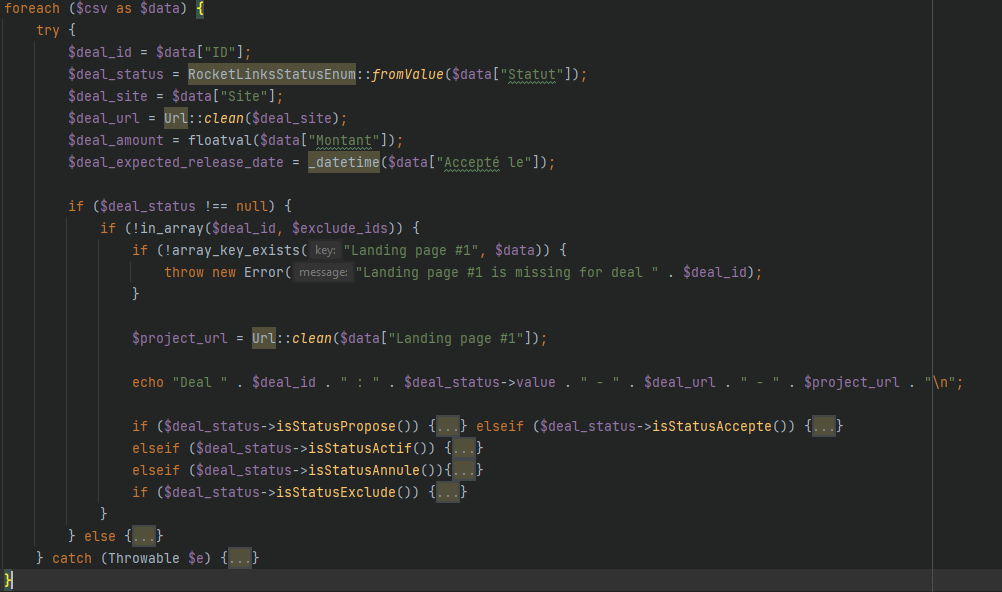 foreach ($csv as $data) {
    try {
        $deal_id = $data["ID"];
        $deal_status = RocketLinksStatusEnum::fromValue($data["Statut"]);
        $deal_site = $data["Site"];
        $deal_url = Url::clean($deal_site);
        $deal_amount = floatval($data["Montant"]);
        $deal_expected_release_date = _datetime($data["Accepté le"]);

        if ($deal_status !== null) {
            if (!in_array($deal_id, $exclude_ids)) {
                if (!array_key_exists( key: "Landing page #1", $data)) {
                    throw new Error( message: "Landing page #1 is missing for deal " . $deal_id);
                }

                $project_url = Url::clean($data["Landing page #1"]);

                echo "Deal " . $deal_id . " : " . $deal_status->value . " - " . $deal_url . " - " . $project_url . "\n";

                if ($deal_status->isStatusPropose()) {...} elseif ($deal_status->isStatusAccepte()) {...}
                elseif ($deal_status->isStatusActif()) {...}
                elseif ($deal_status->isStatusAnnule()){...}
                if ($deal_status->isStatusExclude()) {...}
            }
        } else {...}
    } catch (Throwable $e) {...}
}